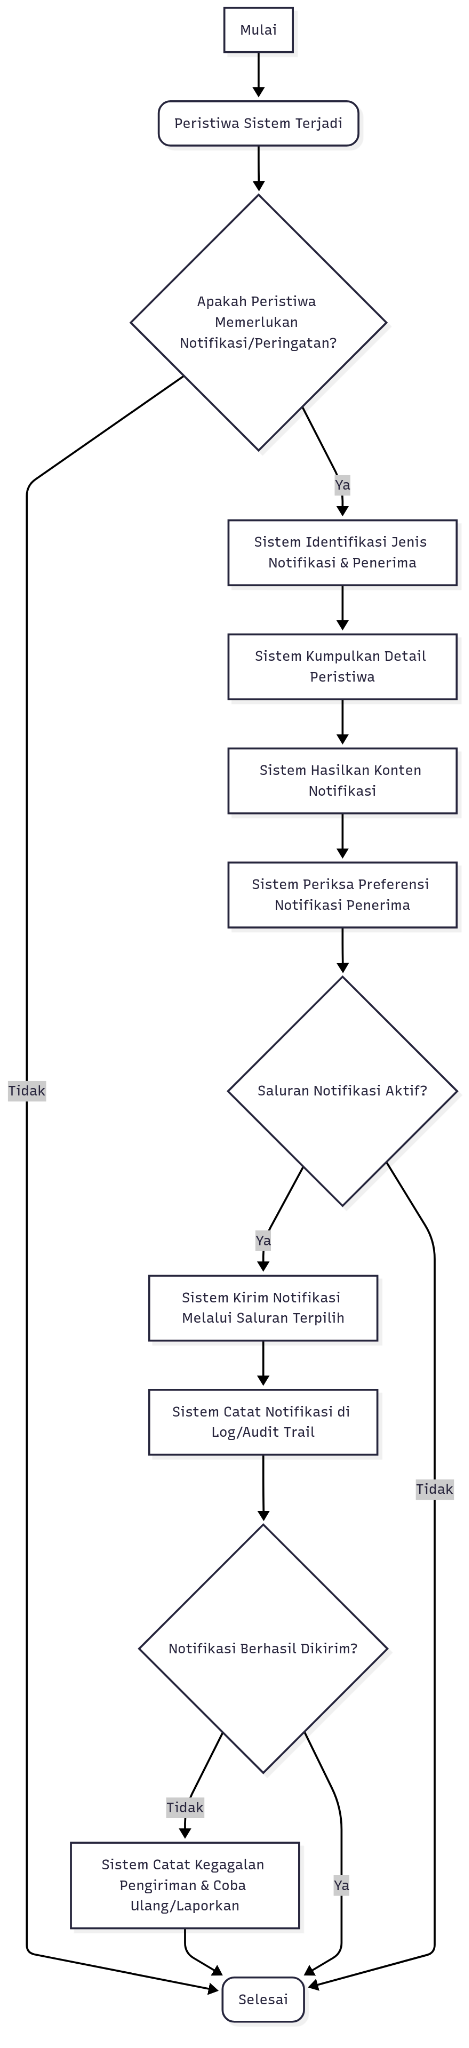 Mulai
Peristiwa Sistem Terjadi
Apakah Peristiwa
Memerlukan
Notifikasi/Peringatan?
Ya
Sistem Identifikasi Jenis
Notifikasi & Penerima
Sistem Kumpulkan Detail
Peristiwa
Sistem Hasilkan Konten
Notifikasi
Sistem Periksa Preferensi
Notifikasi Penerima
Tidak
Saluran Notifikasi Aktif?
Ya
Sistem Kirim Notifikasi
Melalui Saluran Terpilih
Sistem Catat Notifikasi di
Log/Audit Trail
Tidak
Notifikasi Berhasil Dikirim?
Tidak
Sistem Catat Kegagalan
Pengiriman & Coba
Ulang/Laporkan
Ya
Selesai